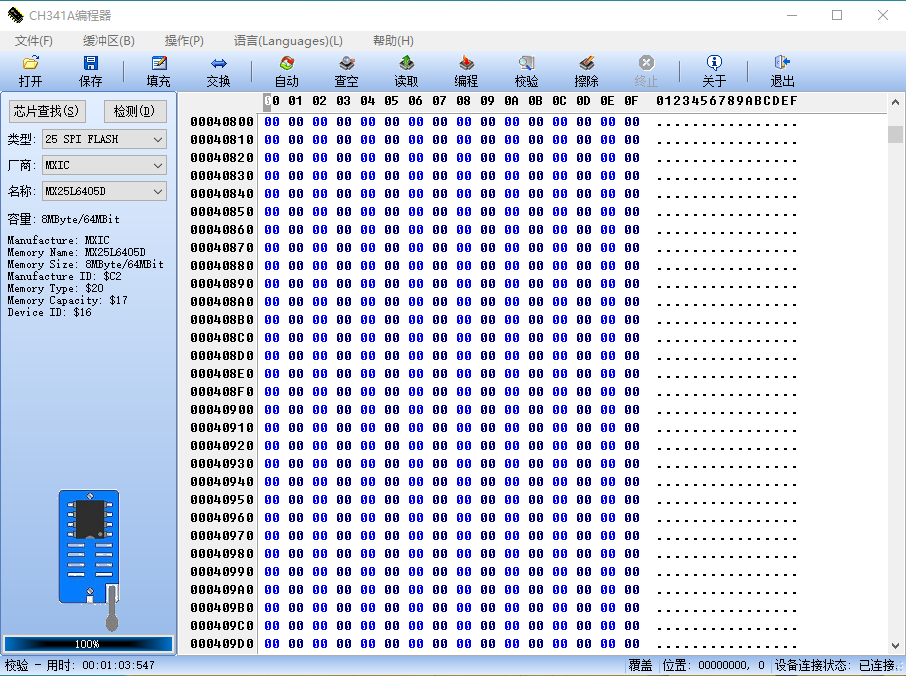 CH341A编程器
文件(F) 缓冲区(B) 操作(P) 语言(Languages)(L) 帮助(H)
打开 保存 填充 交换 自动 查空 读取 编程 校验 擦除 终止 关于 退出
芯片查找(S) 检测(D)
类型: 25 SPI FLASH
厂商: MXIC
名称: MX25L6405D
容量: 8MByte/64MBit
Manufacture: MXIC
Memory Name: MX25L6405D
Memory Size: 8MByte/64MBit
Manufacture ID: $C2
Memory Type: $20
Memory Capacity: $17
Device ID: $16
00 01 02 03 04 05 06 07 08 09 0A 0B 0C 0D 0E 0F 0123456789ABCDEF
00040800 00 00 00 00 00 00 00 00 00 00 00 00 00 00 00 00 ................
00040810 00 00 00 00 00 00 00 00 00 00 00 00 00 00 00 00 ................
00040820 00 00 00 00 00 00 00 00 00 00 00 00 00 00 00 00 ................
00040830 00 00 00 00 00 00 00 00 00 00 00 00 00 00 00 00 ................
00040840 00 00 00 00 00 00 00 00 00 00 00 00 00 00 00 00 ................
00040850 00 00 00 00 00 00 00 00 00 00 00 00 00 00 00 00 ................
00040860 00 00 00 00 00 00 00 00 00 00 00 00 00 00 00 00 ................
00040870 00 00 00 00 00 00 00 00 00 00 00 00 00 00 00 00 ................
00040880 00 00 00 00 00 00 00 00 00 00 00 00 00 00 00 00 ................
00040890 00 00 00 00 00 00 00 00 00 00 00 00 00 00 00 00 ................
000408A0 00 00 00 00 00 00 00 00 00 00 00 00 00 00 00 00 ................
000408B0 00 00 00 00 00 00 00 00 00 00 00 00 00 00 00 00 ................
000408C0 00 00 00 00 00 00 00 00 00 00 00 00 00 00 00 00 ................
000408D0 00 00 00 00 00 00 00 00 00 00 00 00 00 00 00 00 ................
000408E0 00 00 00 00 00 00 00 00 00 00 00 00 00 00 00 00 ................
000408F0 00 00 00 00 00 00 00 00 00 00 00 00 00 00 00 00 ................
00040900 00 00 00 00 00 00 00 00 00 00 00 00 00 00 00 00 ................
00040910 00 00 00 00 00 00 00 00 00 00 00 00 00 00 00 00 ................
00040920 00 00 00 00 00 00 00 00 00 00 00 00 00 00 00 00 ................
00040930 00 00 00 00 00 00 00 00 00 00 00 00 00 00 00 00 ................
00040940 00 00 00 00 00 00 00 00 00 00 00 00 00 00 00 00 ................
00040950 00 00 00 00 00 00 00 00 00 00 00 00 00 00 00 00 ................
00040960 00 00 00 00 00 00 00 00 00 00 00 00 00 00 00 00 ................
00040970 00 00 00 00 00 00 00 00 00 00 00 00 00 00 00 00 ................
00040980 00 00 00 00 00 00 00 00 00 00 00 00 00 00 00 00 ................
00040990 00 00 00 00 00 00 00 00 00 00 00 00 00 00 00 00 ................
000409A0 00 00 00 00 00 00 00 00 00 00 00 00 00 00 00 00 ................
000409B0 00 00 00 00 00 00 00 00 00 00 00 00 00 00 00 00 ................
000409C0 00 00 00 00 00 00 00 00 00 00 00 00 00 00 00 00 ................
000409D0 00 00 00 00 00 00 00 00 00 00 00 00 00 00 00 00 ................
100%
校验 - 用时: 00:01:03:547 覆盖 位置: 00000000, 0 设备连接状态: 已连接